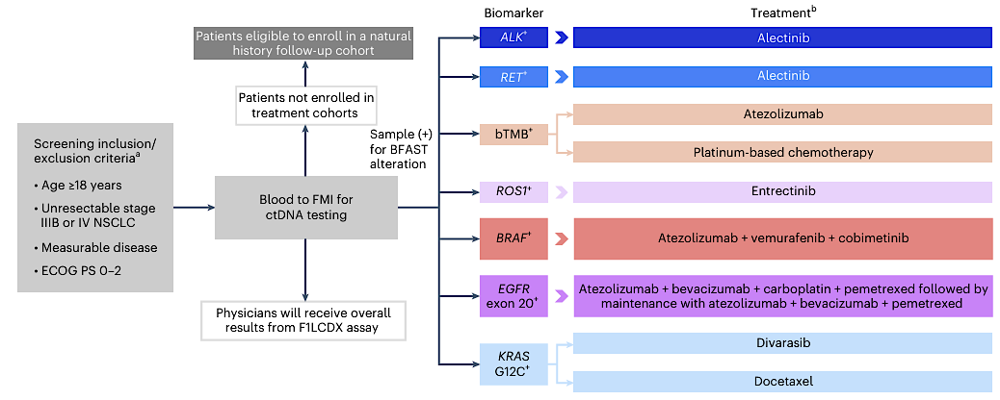 Biomarker
Treatmentb
Patients eligible to enroll in a natural
history follow-up cohort
Patients not enrolled in
treatment cohorts
Sample (+)
for BFAST
alteration
Screening inclusion/
exclusion criteriaa
• Age ≥18 years
• Unresectable stage
IIIB or IV NSCLC
• Measurable disease
• ECOG PS 0–2
Blood to FMI for
ctDNA testing
Physicians will receive overall
results from F1LCDX assay
ALK+
Alectinib
RET+
Alectinib
bTMB+
Atezolizumab
Platinum-based chemotherapy
ROS1+
Entrectinib
BRAF+
Atezolizumab + vemurafenib + cobimetinib
EGFR
exon 20+
Atezolizumab + bevacizumab + carboplatin + pemetrexed followed by
maintenance with atezolizumab + bevacizumab + pemetrexed
KRAS
G12C+
Divarasib
Docetaxel